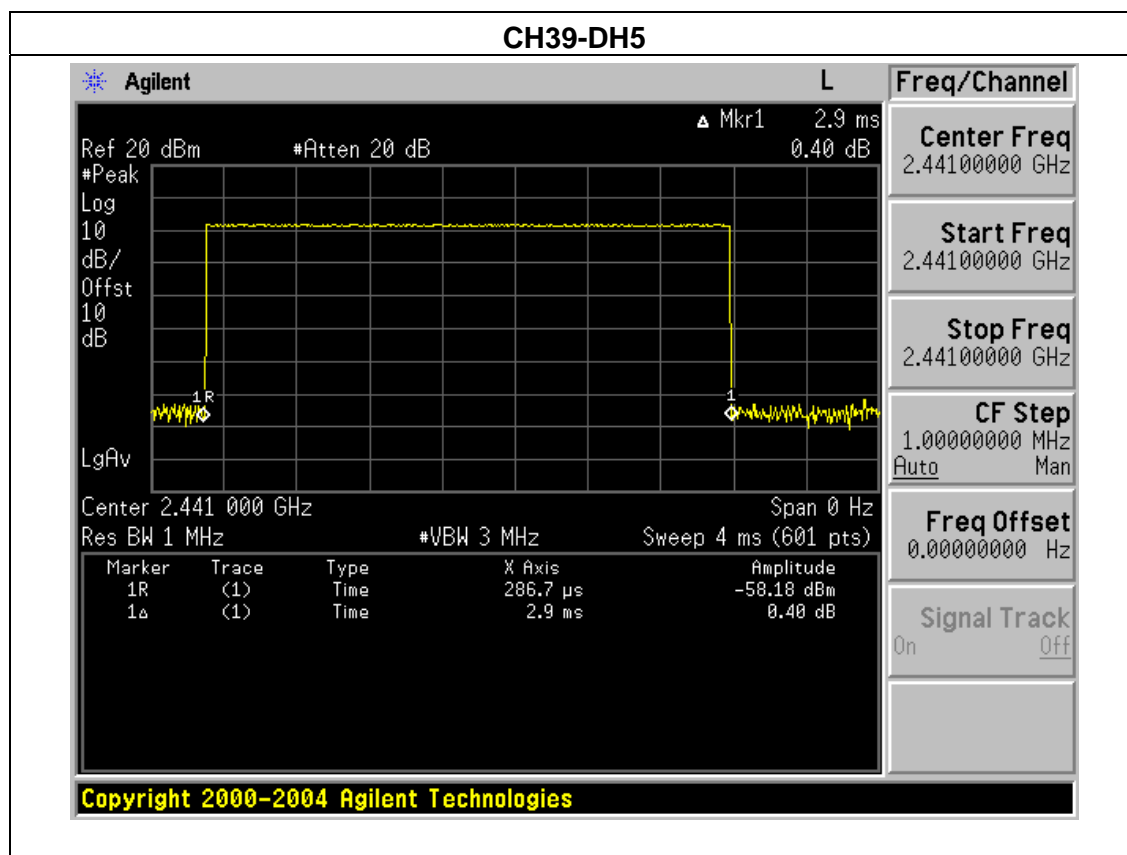 CH39-DH5
Agilent L
Δ Mkr1 2.9 ms
Ref 20 dBm #Atten 20 dB 0.40 dB
#Peak
Log
10
dB/
Offst
10
dB
1R
1
LgAv
Center 2.441 000 GHz Span 0 Hz
Res BW 1 MHz #VBW 3 MHz Sweep 4 ms (601 pts)
Marker Trace Type X Axis Amplitude
1R (1) Time 286.7 µs -58.18 dBm
1Δ (1) Time 2.9 ms 0.40 dB
Freq/Channel
Center Freq
2.44100000 GHz
Start Freq
2.44100000 GHz
Stop Freq
2.44100000 GHz
CF Step
1.00000000 MHz
Auto Man
Freq Offset
0.00000000 Hz
Signal Track
On Off
Copyright 2000-2004 Agilent Technologies